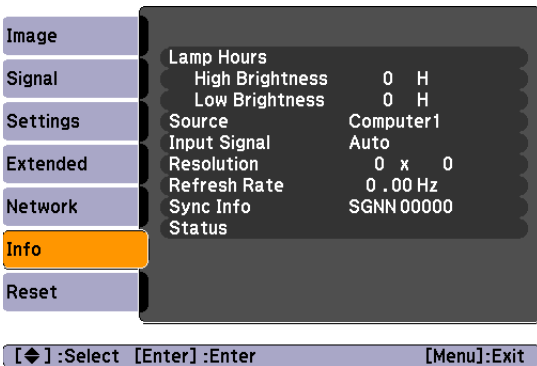 Image
Signal
Settings
Extended
Network
Info
Reset
Lamp Hours
High Brightness 0 H
Low Brightness 0 H
Source Computer1
Input Signal Auto
Resolution 0 x 0
Refresh Rate 0 . 00 Hz
Sync Info SGNN 00000
Status
[◆] :Select [Enter] :Enter [Menu]:Exit